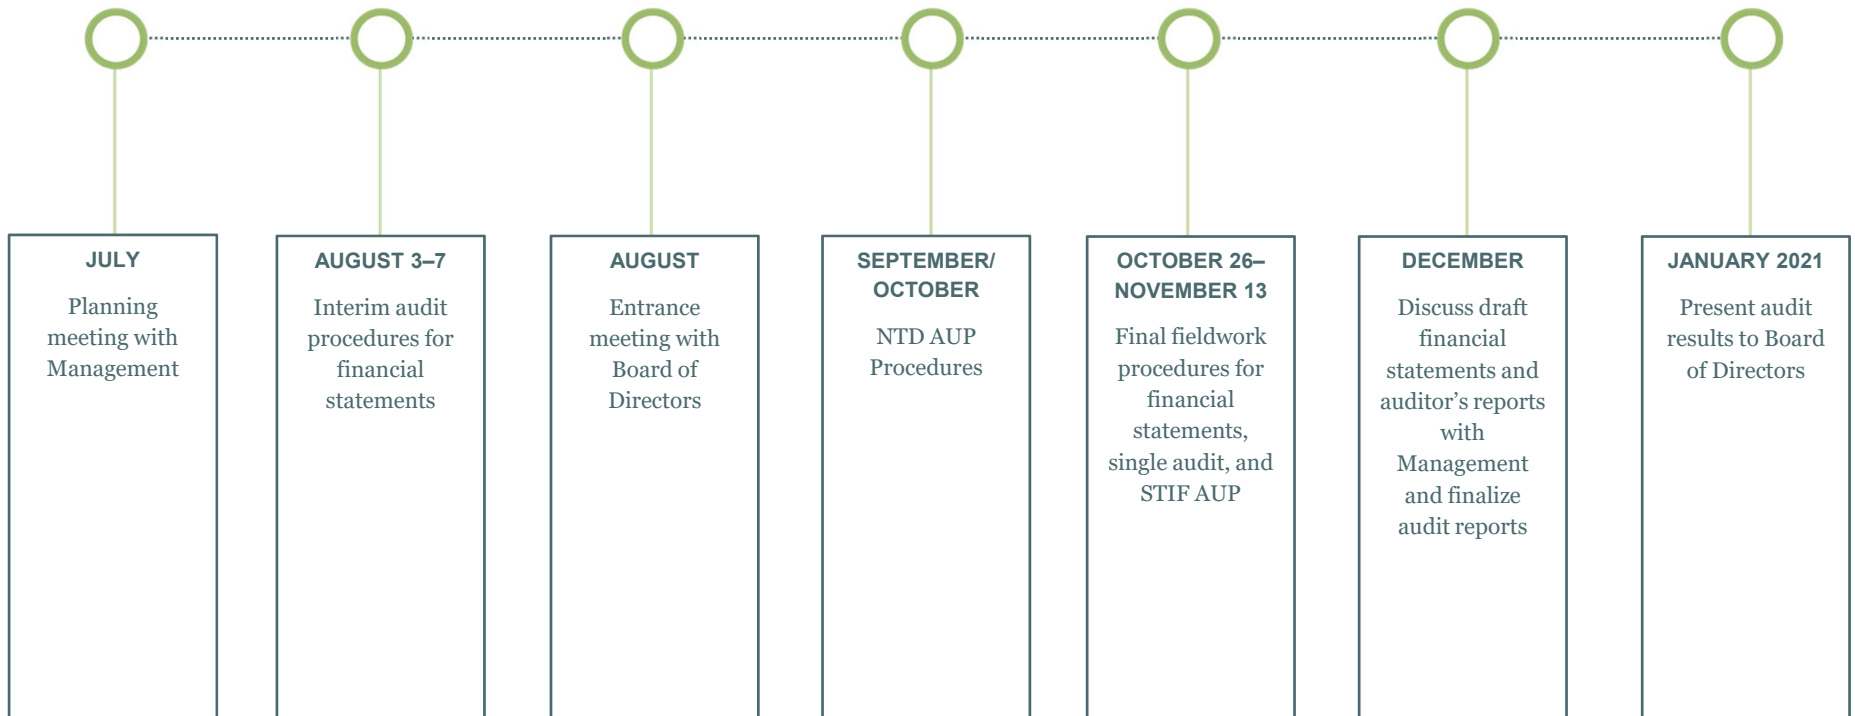 JULY
Planning
meeting with
Management
AUGUST 3–7
Interim audit
procedures for
financial
statements
AUGUST
Entrance
meeting with
Board of
Directors
SEPTEMBER/
OCTOBER
NTD AUP
Procedures
OCTOBER 26–
NOVEMBER 13
Final fieldwork
procedures for
financial
statements,
single audit, and
STIF AUP
DECEMBER
Discuss draft
financial
statements and
auditor’s reports
with
Management
and finalize
audit reports
JANUARY 2021
Present audit
results to Board
of Directors